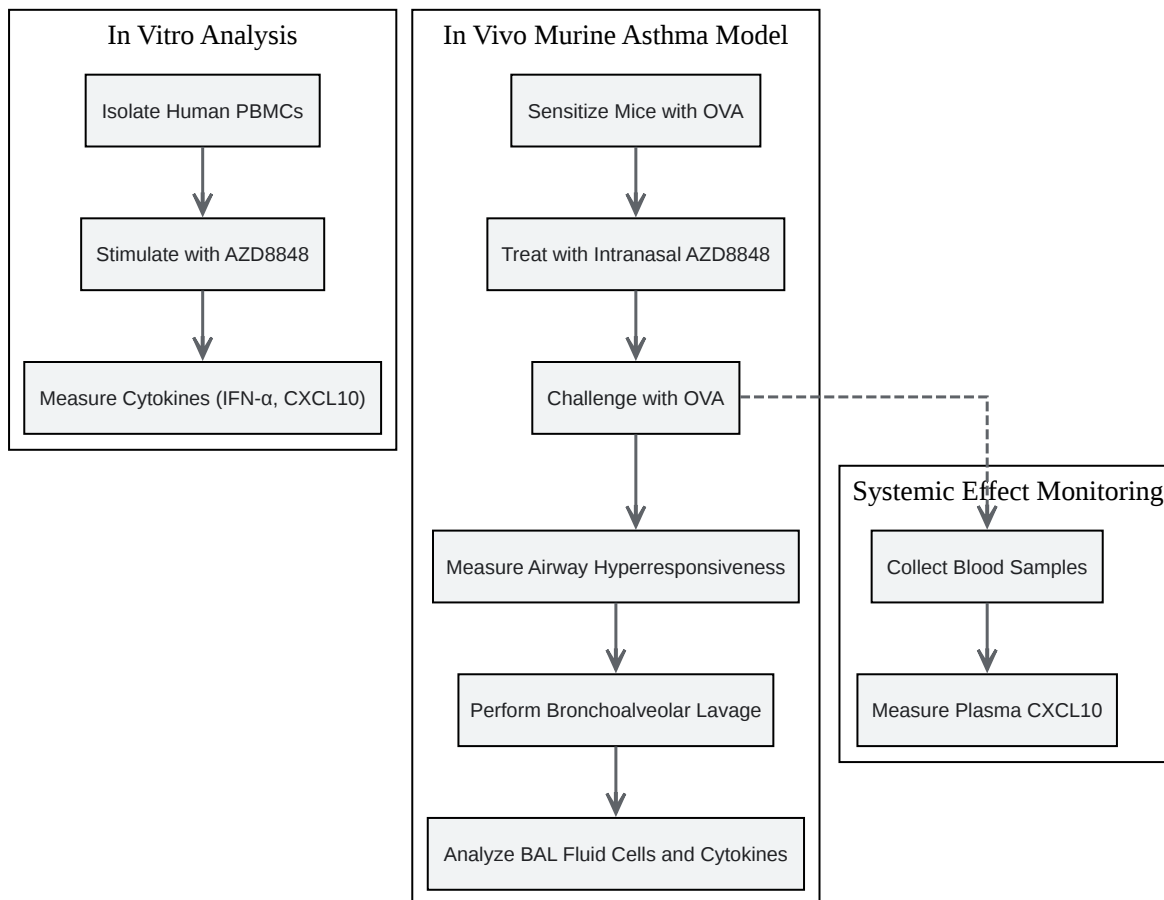 In Vitro Analysis
Isolate Human PBMCs
Stimulate with AZD8848
Measure Cytokines (IFN-α, CXCL10)
In Vivo Murine Asthma Model
Sensitize Mice with OVA
Treat with Intranasal AZD8848
Challenge with OVA
Measure Airway Hyperresponsiveness
Perform Bronchoalveolar Lavage
Analyze BAL Fluid Cells and Cytokines
Systemic Effect Monitoring
Collect Blood Samples
Measure Plasma CXCL10